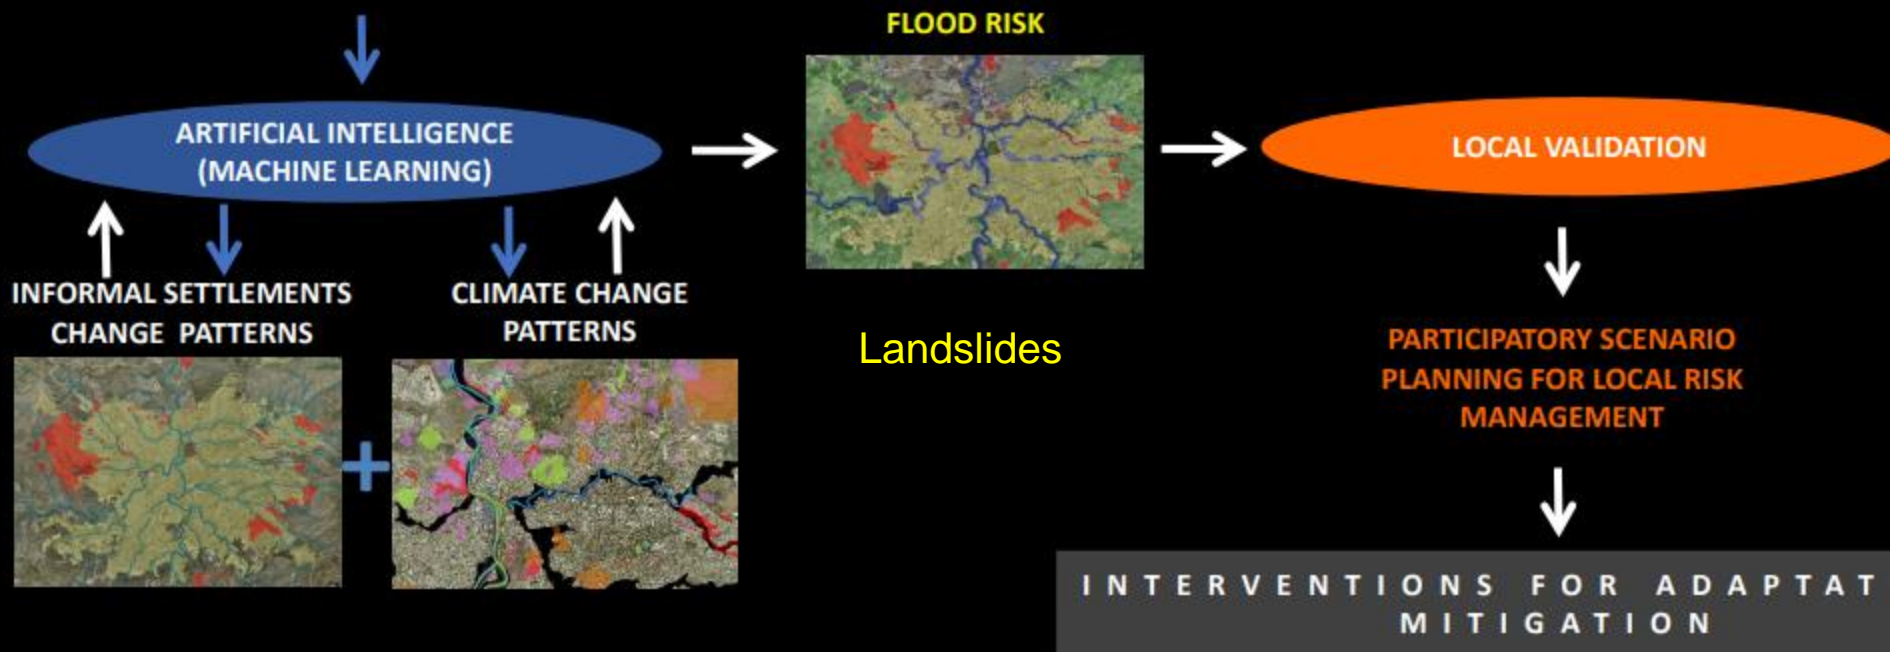 FLOOD RISK
ARTIFICIAL INTELLIGENCE
(MACHINE LEARNING)
LOCAL VALIDATION
INFORMAL SETTLEMENTS
CHANGE PATTERNS
CLIMATE CHANGE
PATTERNS
Landslides
PARTICIPATORY SCENARIO
PLANNING FOR LOCAL RISK
MANAGEMENT
INTERVENTIONS FOR ADAPTAT
MITIGATION